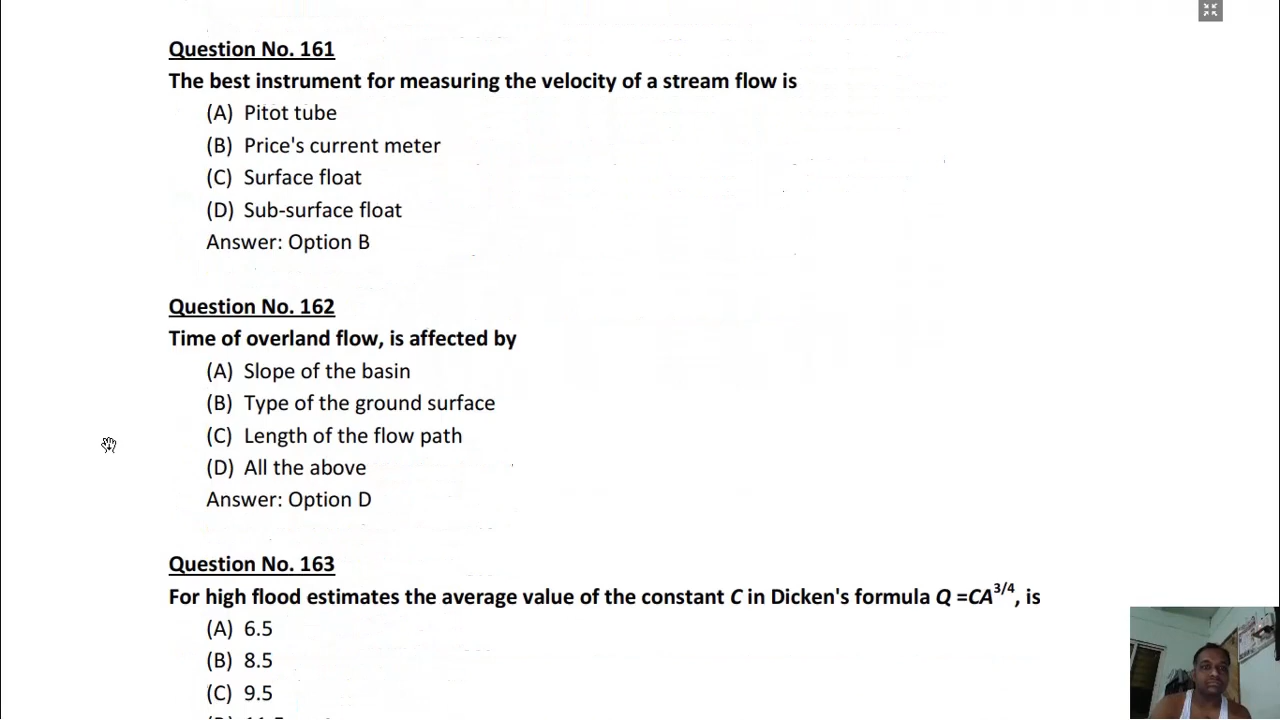 Question No. 161
The best instrument for measuring the velocity of a stream flow is
(A) Pitot tube
(B) Price's current meter
(C) Surface float
(D) Sub-surface float
Answer: Option B
Question No. 162
Time of overland flow, is affected by
(A) Slope of the basin
(B) Type of the ground surface
(C) Length of the flow path
(D) All the above
Answer: Option D
Question No. 163
For high flood estimates the average value of the constant C in Dicken's formula Q =CA^3/4, is
(A) 6.5
(B) 8.5
(C) 9.5